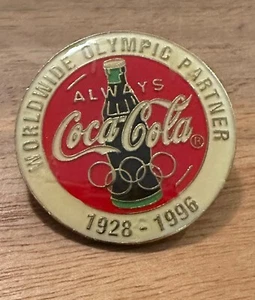 WORLDWIDE OLYMPIC PARTNER
ALWAYS
Coca-Cola®
1928 - 1996